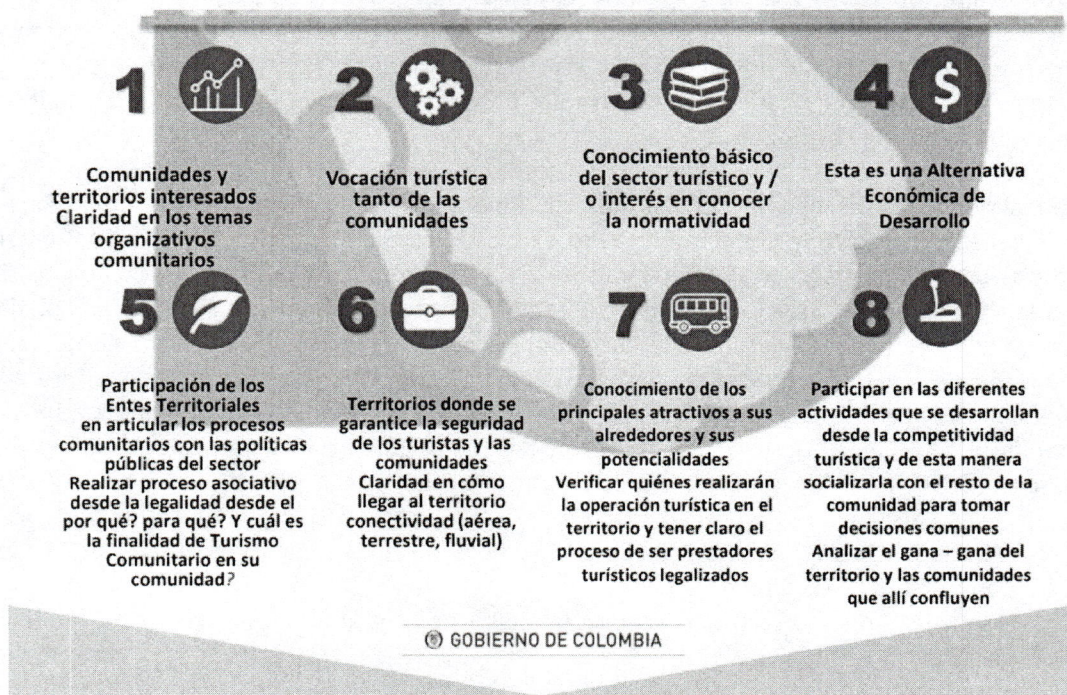 1
Comunidades y
territorios interesados
Claridad en los temas
organizativos
comunitarios
2
Vocación turística
tanto de las
comunidades
3
Conocimiento básico
del sector turístico y /
o interés en conocer
la normatividad
4
$
Esta es una Alternativa
Económica de
Desarrollo
5
Participación de los
Entes Territoriales
en articular los procesos
comunitarios con las políticas
públicas del sector
Realizar proceso asociativo
desde la legalidad desde el
por qué? para qué? Y cuál es
la finalidad de Turismo
Comunitario en su
comunidad?
6
Territorios donde se
garantice la seguridad
de los turistas y las
comunidades
Claridad en cómo
llegar al territorio
conectividad (aérea,
terrestre, fluvial)
7
Conocimiento de los
principales atractivos a sus
alrededores y sus
potencialidades
Verificar quiénes realizarán
la operación turística en el
territorio y tener claro el
proceso de ser prestadores
turísticos legalizados
8
Participar en las diferentes
actividades que se desarrollan
desde la competitividad
turística y de esta manera
socializarla con el resto de la
comunidad para tomar
decisiones comunes
Analizar el gana – gana del
territorio y las comunidades
que allí confluyen
GOBIERNO DE COLOMBIA